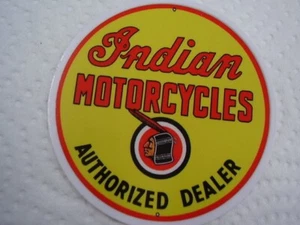 Indian
MOTORCYCLES
AUTHORIZED DEALER